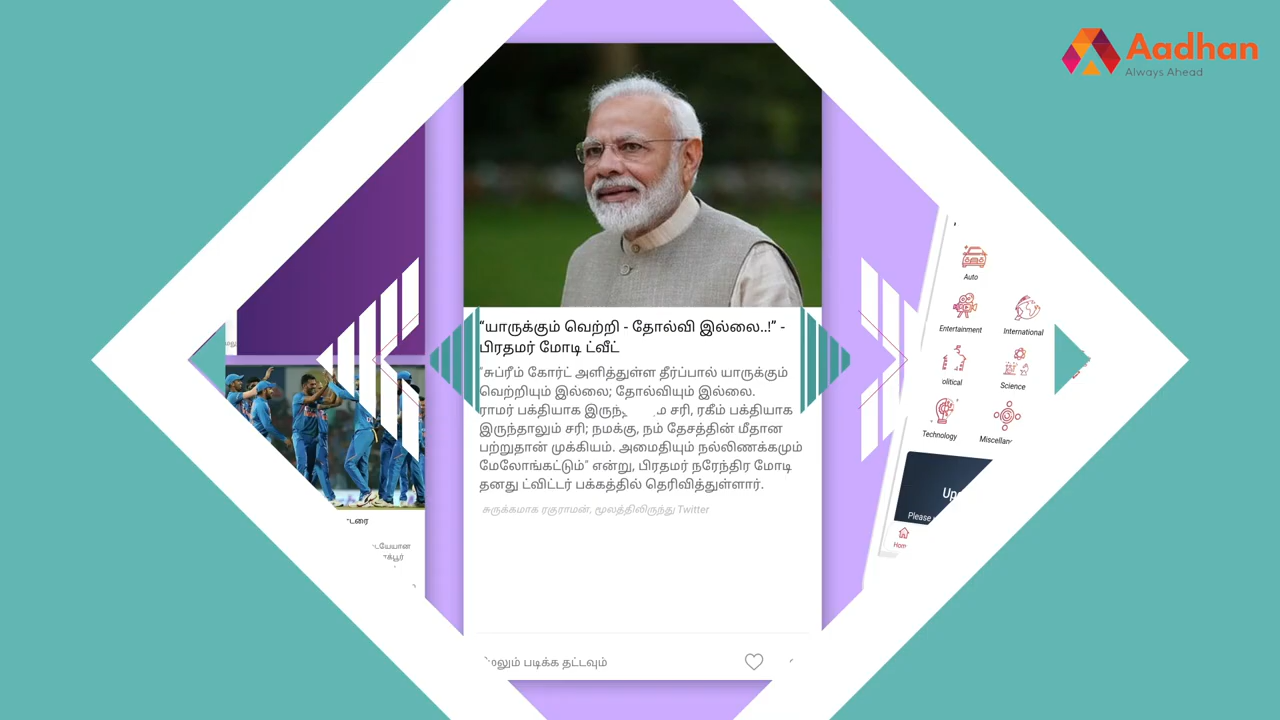 Aadhan
Always Ahead
Auto
Entertainment
International
Science
Technology
“யாருக்கும் வெற்றி - தோல்வி இல்லை..!” -
பிரதமர் மோடி ட்வீட்
"சுப்ரீம் கோர்ட் அளித்துள்ள தீர்ப்பால் யாருக்கும்
வெற்றியும் இல்லை; தோல்வியும் இல்லை.
ராமர் பக்தியாக சரி, ரகீம் பக்தியாக
இருந்தாலும் சரி; நமக்கு, நம் தேசத்தின் மீதான
பற்றுதான் முக்கியம். அமைதியும் நல்லிணக்கமும்
மேலோங்கட்டும்" என்று, பிரதமர் நரேந்திர மோடி
தனது ட்விட்டர் பக்கத்தில் தெரிவித்துள்ளார்.
சுருக்கமாக ரகுராமன், மூலத்திலிருந்து Twitter
படிக்க தட்டவும்
Please